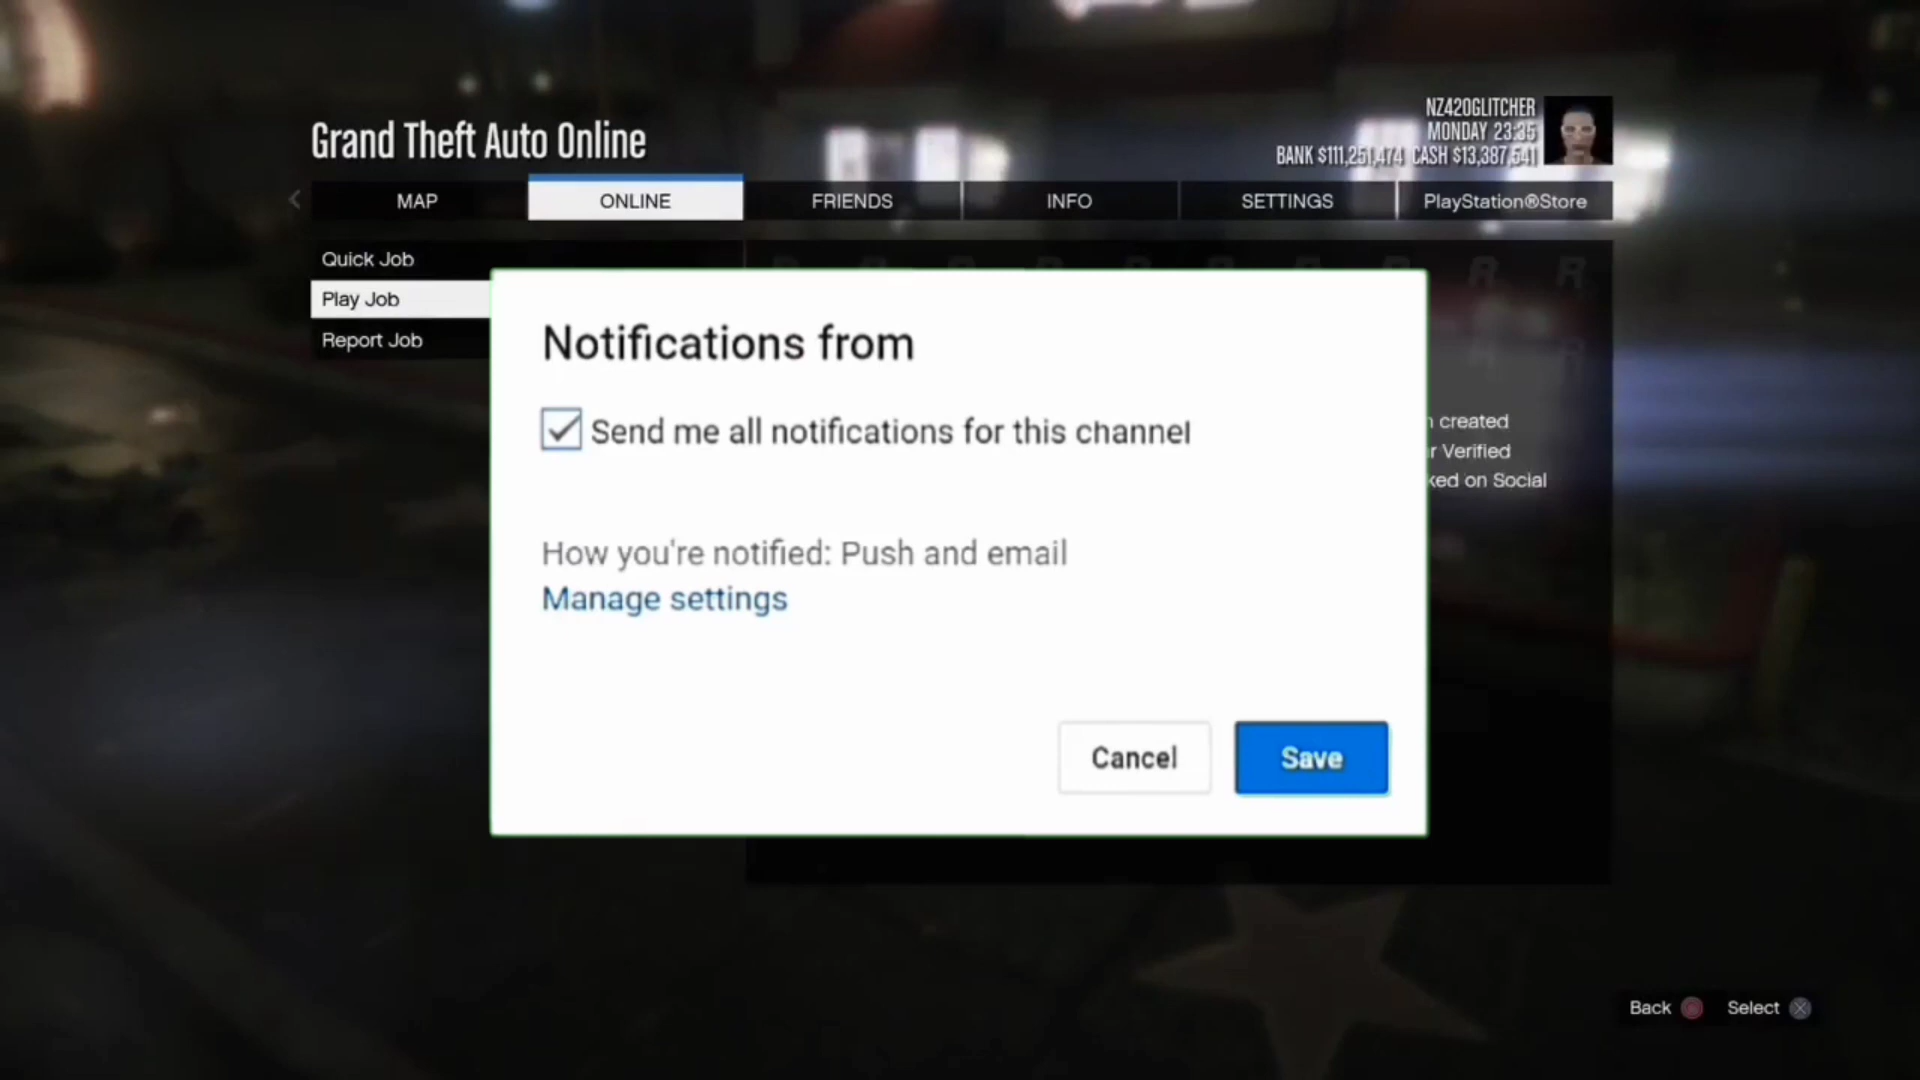 Grand Theft Auto Online
NZ420GLITCHER
MONDAY 23:35
BANK $111,251,474 CASH $13,387,541
MAP
ONLINE
FRIENDS
INFO
SETTINGS
PlayStation®Store
Quick Job
Play Job
Report Job
Notifications from
Send me all notifications for this channel
How you're notified: Push and email
Manage settings
Cancel
Save
created
Verified
on Social
Back
Select